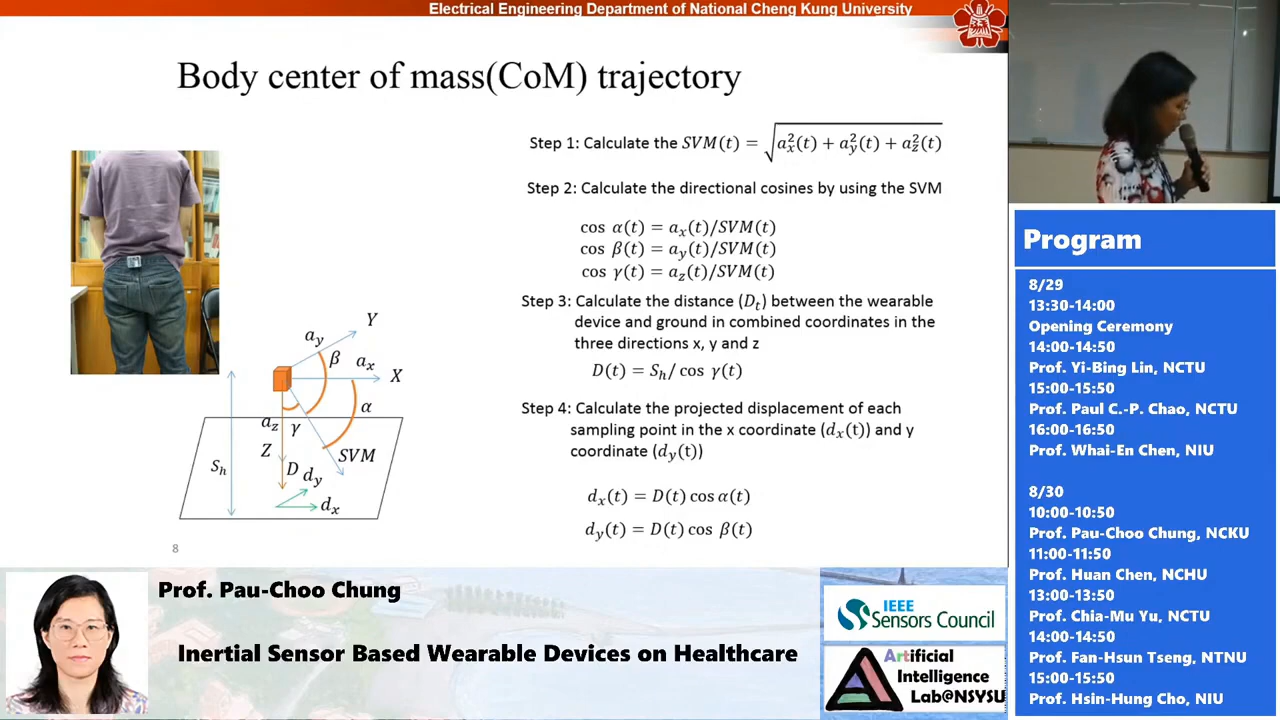 Electrical Engineering Department of National Cheng Kung University
Body center of mass(CoM) trajectory
Step 1: Calculate the SVM(t) = √(aₓ²(t) + a_y²(t) + a_z²(t))
Step 2: Calculate the directional cosines by using the SVM
cos α(t) = aₓ(t)/SVM(t)
cos β(t) = a_y(t)/SVM(t)
cos γ(t) = a_z(t)/SVM(t)
Step 3: Calculate the distance (D_t) between the wearable
device and ground in combined coordinates in the
three directions x, y and z
D(t) = S_h/ cos γ(t)
Step 4: Calculate the projected displacement of each
sampling point in the x coordinate (dₓ(t)) and y
coordinate (d_y(t))
dₓ(t) = D(t) cos α(t)
d_y(t) = D(t) cos β(t)
Y
a_y
β
aₓ
X
α
a_z
γ
Z
SVM
S_h
D
d_y
dₓ
8
Program
8/29
13:30-14:00
Opening Ceremony
14:00-14:50
Prof. Yi-Bing Lin, NCTU
15:00-15:50
Prof. Paul C.-P. Chao, NCTU
16:00-16:50
Prof. Whai-En Chen, NIU
8/30
10:00-10:50
Prof. Pau-Choo Chung, NCKU
11:00-11:50
Prof. Huan Chen, NCHU
13:00-13:50
Prof. Chia-Mu Yu, NCTU
14:00-14:50
Prof. Fan-Hsun Tseng, NTNU
15:00-15:50
Prof. Hsin-Hung Cho, NIU
Prof. Pau-Choo Chung
Inertial Sensor Based Wearable Devices on Healthcare
IEEE
Sensors Council
Artificial
Intelligence
Lab@NSYSU